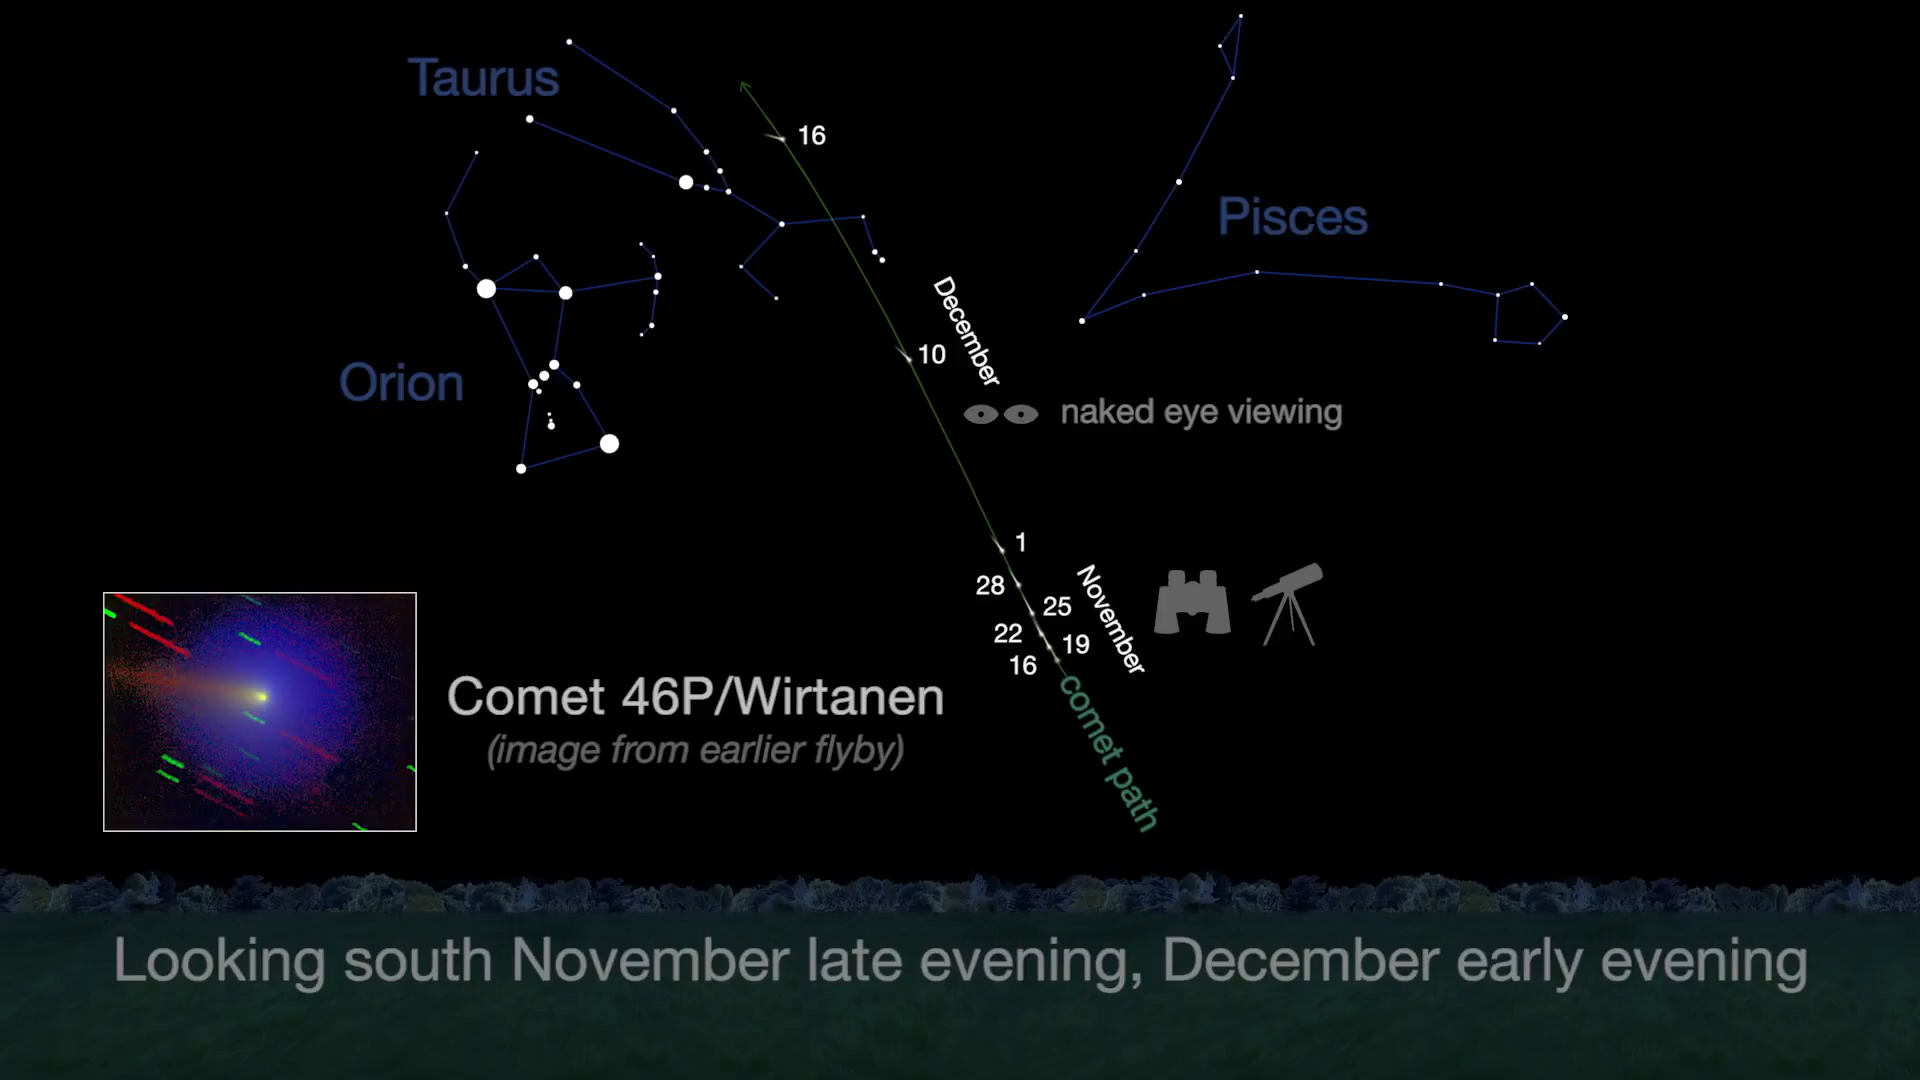 Taurus
16
Pisces
December
10
Orion
naked eye viewing
1
28
November
25
22
19
16
comet path
Comet 46P/Wirtanen
(image from earlier flyby)
Looking south November late evening, December early evening